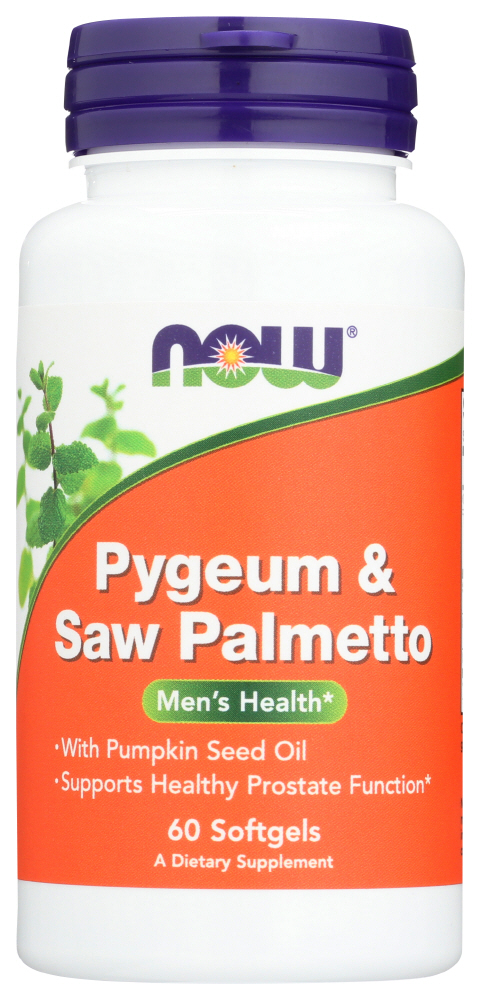 NOW®
Pygeum &
Saw Palmetto
Men's Health*
•With Pumpkin Seed Oil
•Supports Healthy Prostate Function*
60 Softgels
A Dietary Supplement